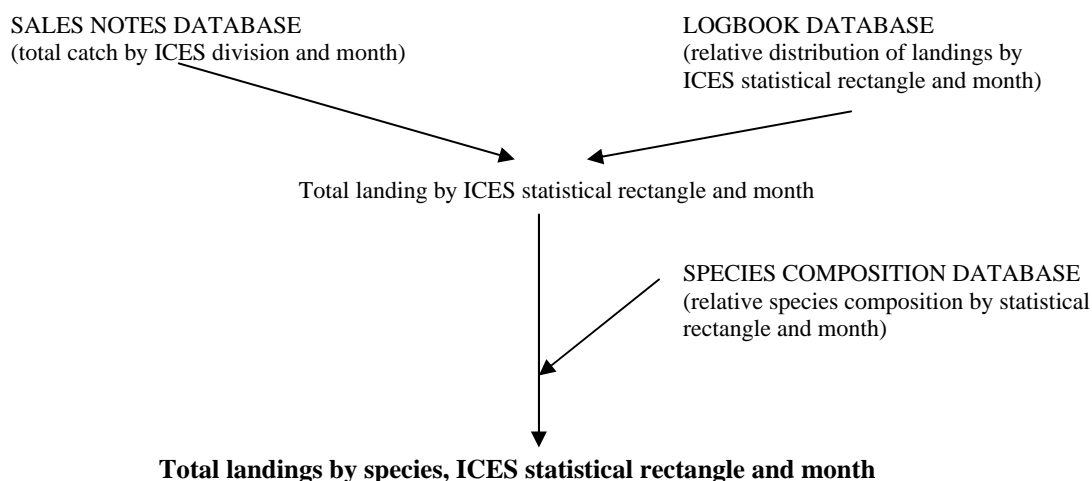 SALES NOTES DATABASE
(total catch by ICES division and month)
LOGBOOK DATABASE
(relative distribution of landings by
ICES statistical rectangle and month)
Total landing by ICES statistical rectangle and month
SPECIES COMPOSITION DATABASE
(relative species composition by statistical
rectangle and month)
Total landings by species, ICES statistical rectangle and month